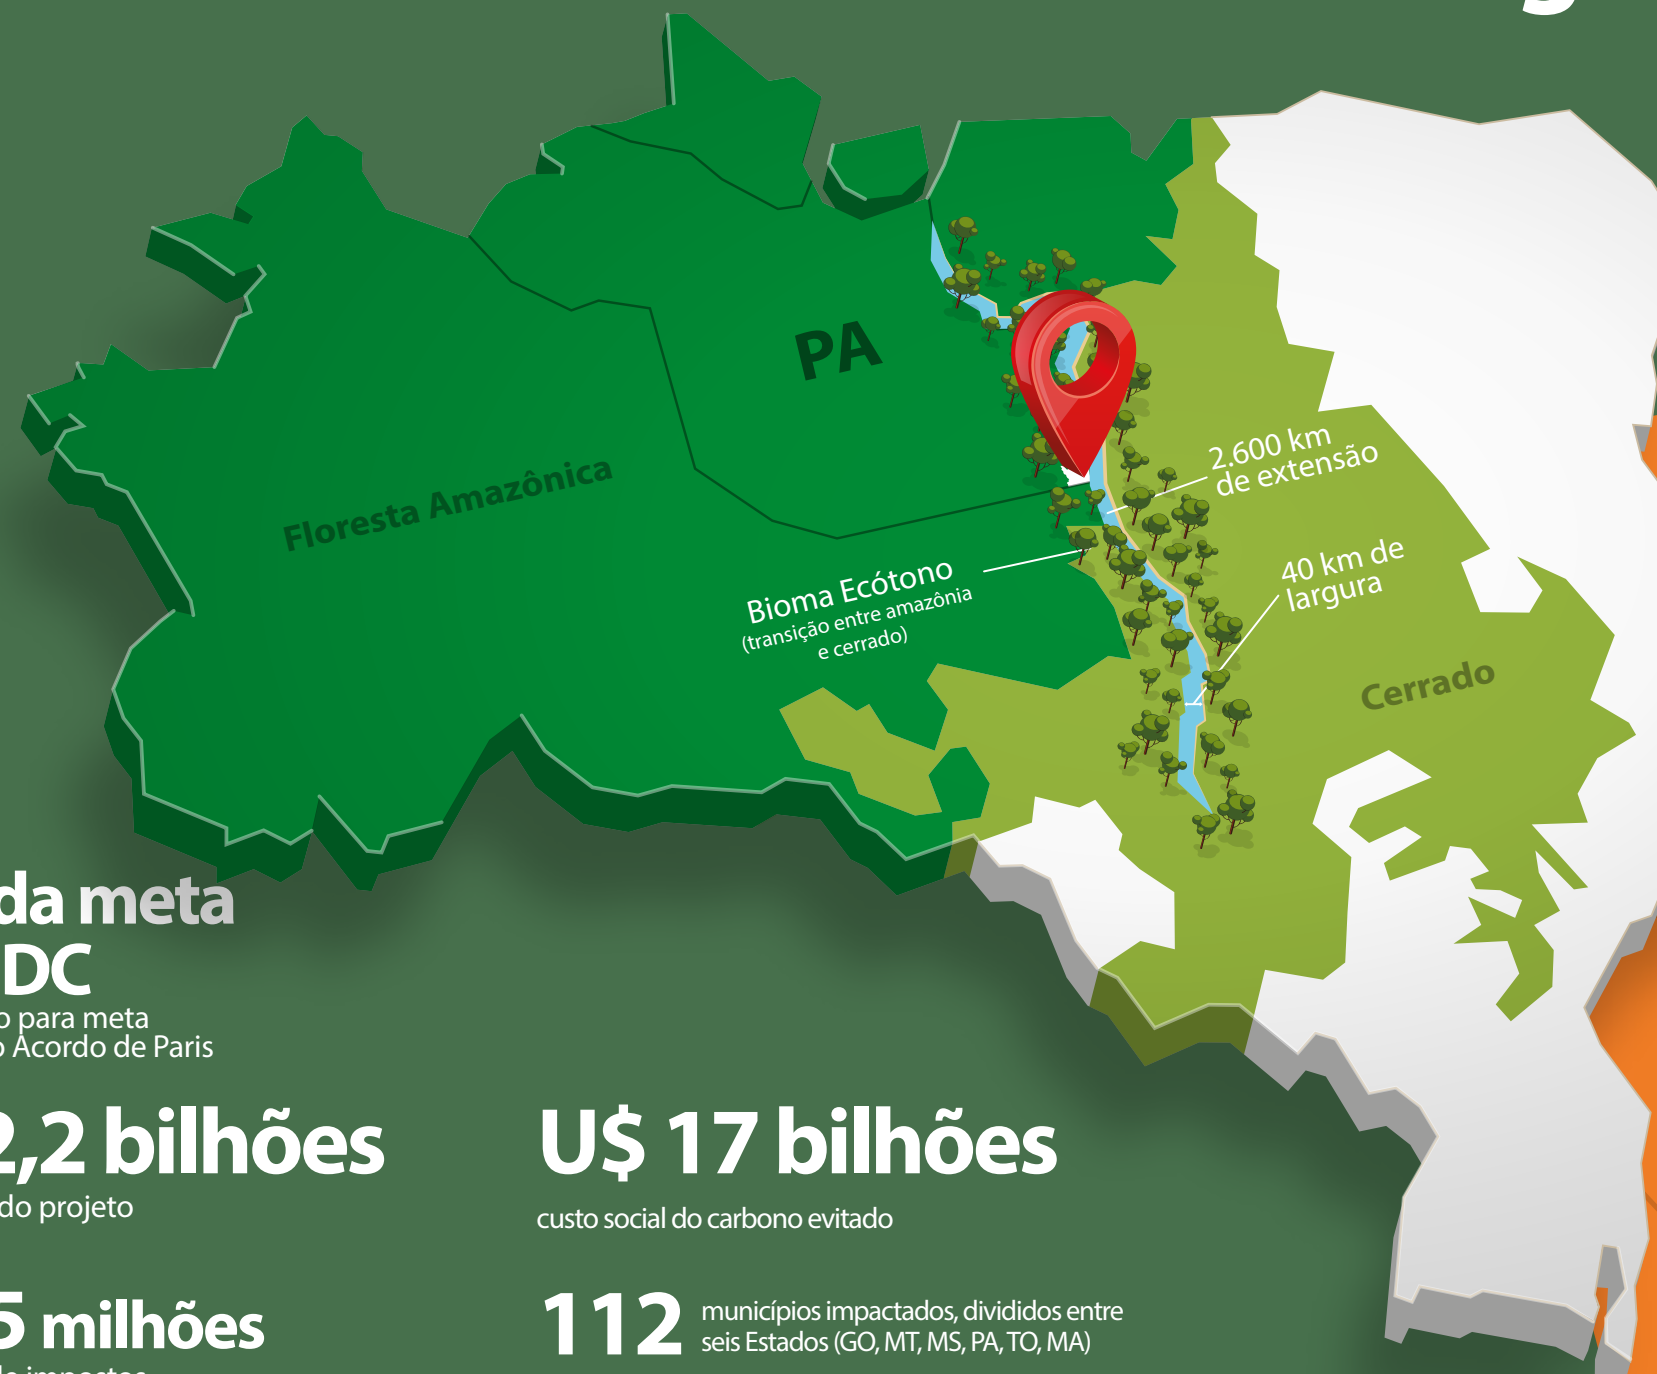 PA
Floresta Amazônica
2.600 km
de extensão
Bioma Ecótono
(transição entre amazônia
e cerrado)
40 km de
largura
Cerrado
da meta
DC
para meta
Acordo de Paris
2,2 bilhões
do projeto
U$ 17 bilhões
custo social do carbono evitado
5 milhões
112
municípios impactados, divididos entre
seis Estados (GO, MT, MS, PA, TO, MA)